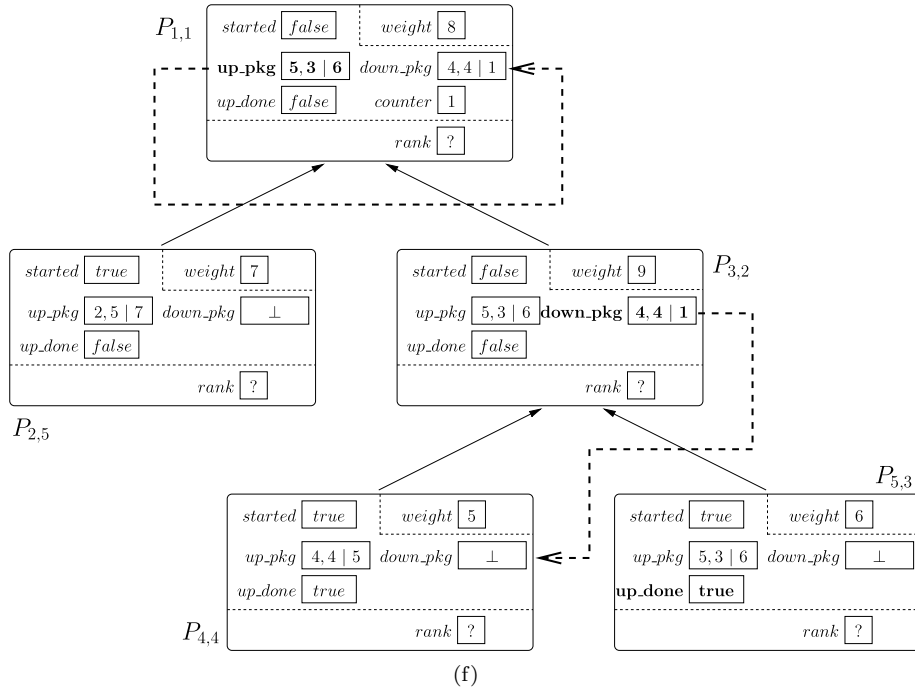 P1,1
started false weight 8
up_pkg 5, 3 | 6 down_pkg 4, 4 | 1
up_done false counter 1
rank ?
started true weight 7
up_pkg 2, 5 | 7 down_pkg ⊥
up_done false
rank ?
P2,5
started false weight 9
up_pkg 5, 3 | 6 down_pkg 4, 4 | 1
up_done false
rank ?
P3,2
started true weight 5
up_pkg 4, 4 | 5 down_pkg ⊥
up_done true
rank ?
P4,4
P5,3
started true weight 6
up_pkg 5, 3 | 6 down_pkg ⊥
up_done true
rank ?
(f)